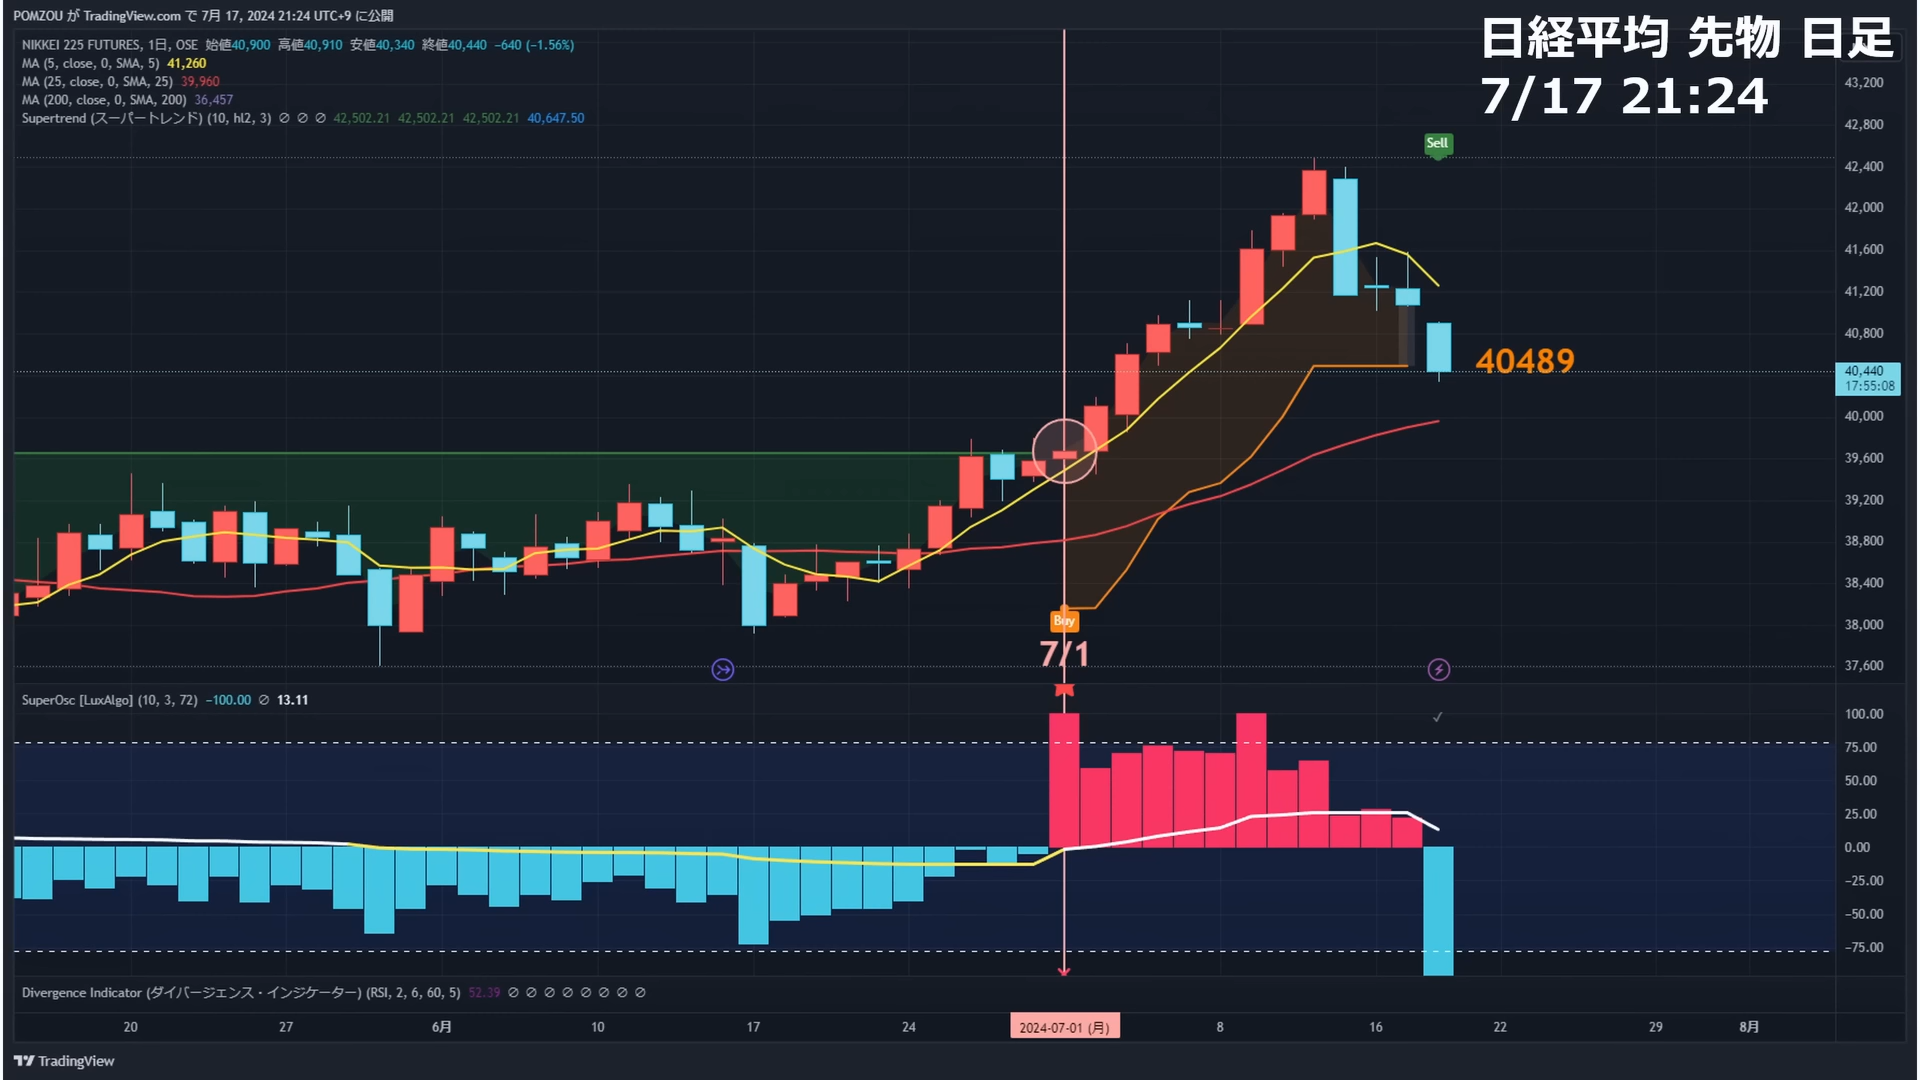 POMZOU が TradingView.com で 7月 17, 2024 21:24 UTC+9 に公開
日経平均 先物 日足
7/17 21:24
NIKKEI 225 FUTURES, 1日, OSE 始値40,900 高値40,910 安値40,340 終値40,440 −640 (−1.56%)
MA (5, close, 0, SMA, 5) 41,260
MA (25, close, 0, SMA, 25) 39,960
MA (200, close, 0, SMA, 200) 36,457
Supertrend (スーパートレンド) (10, hl2, 3) ∅ ∅ ∅ 42,502.21 42,502.21 42,502.21 40,647.50
43,200
42,800
Sell
42,400
42,000
41,600
41,200
40,800
40489
40,440
17:55:08
40,000
39,600
39,200
38,800
38,400
Buy
38,000
7/1
37,600
SuperOsc [LuxAlgo] (10, 3, 72) −100.00 ∅ 13.11
100.00
75.00
50.00
25.00
0.00
−25.00
−50.00
−75.00
Divergence Indicator (ダイバージェンス・インジケーター) (RSI, 2, 6, 60, 5) 52.39 ∅ ∅ ∅ ∅ ∅ ∅ ∅ ∅
20 27 6月 10 17 24 2024-07-01 (月) 8 16 22 29 8月
TradingView